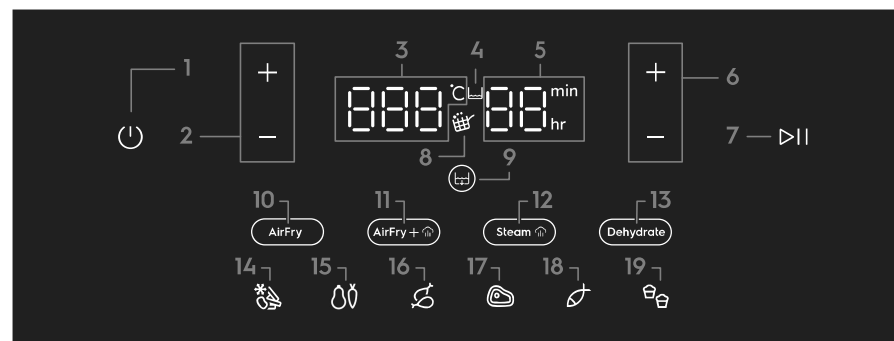 3 4 5
1
+ +
888 °C 88 min
6
hr
2 − − 7
8 9
10 11 12 13
AirFry AirFry + Steam Dehydrate
14 15 16 17 18 19